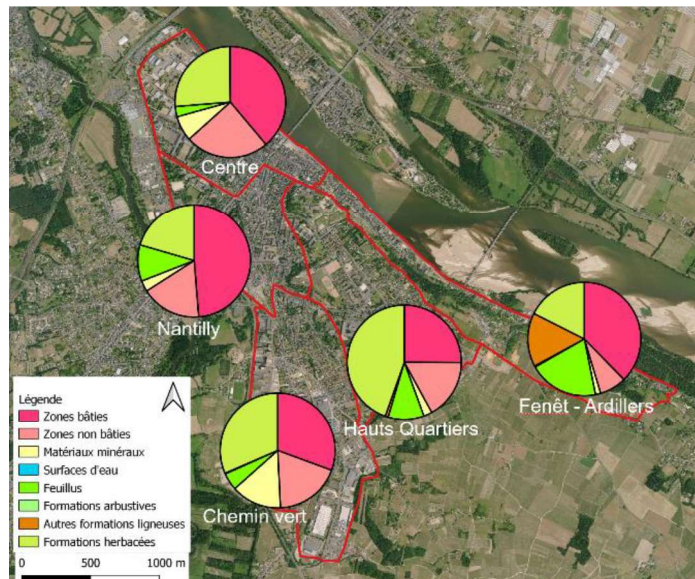 Centre
Nantilly
Hauts Quartiers
Fenêt - Ardillers
Chemin vert
Légende
Zones bâties
Zones non bâties
Matériaux minéraux
Surfaces d'eau
Feuillus
Formations arbustives
Autres formations ligneuses
Formations herbacées
0 500 1000 m